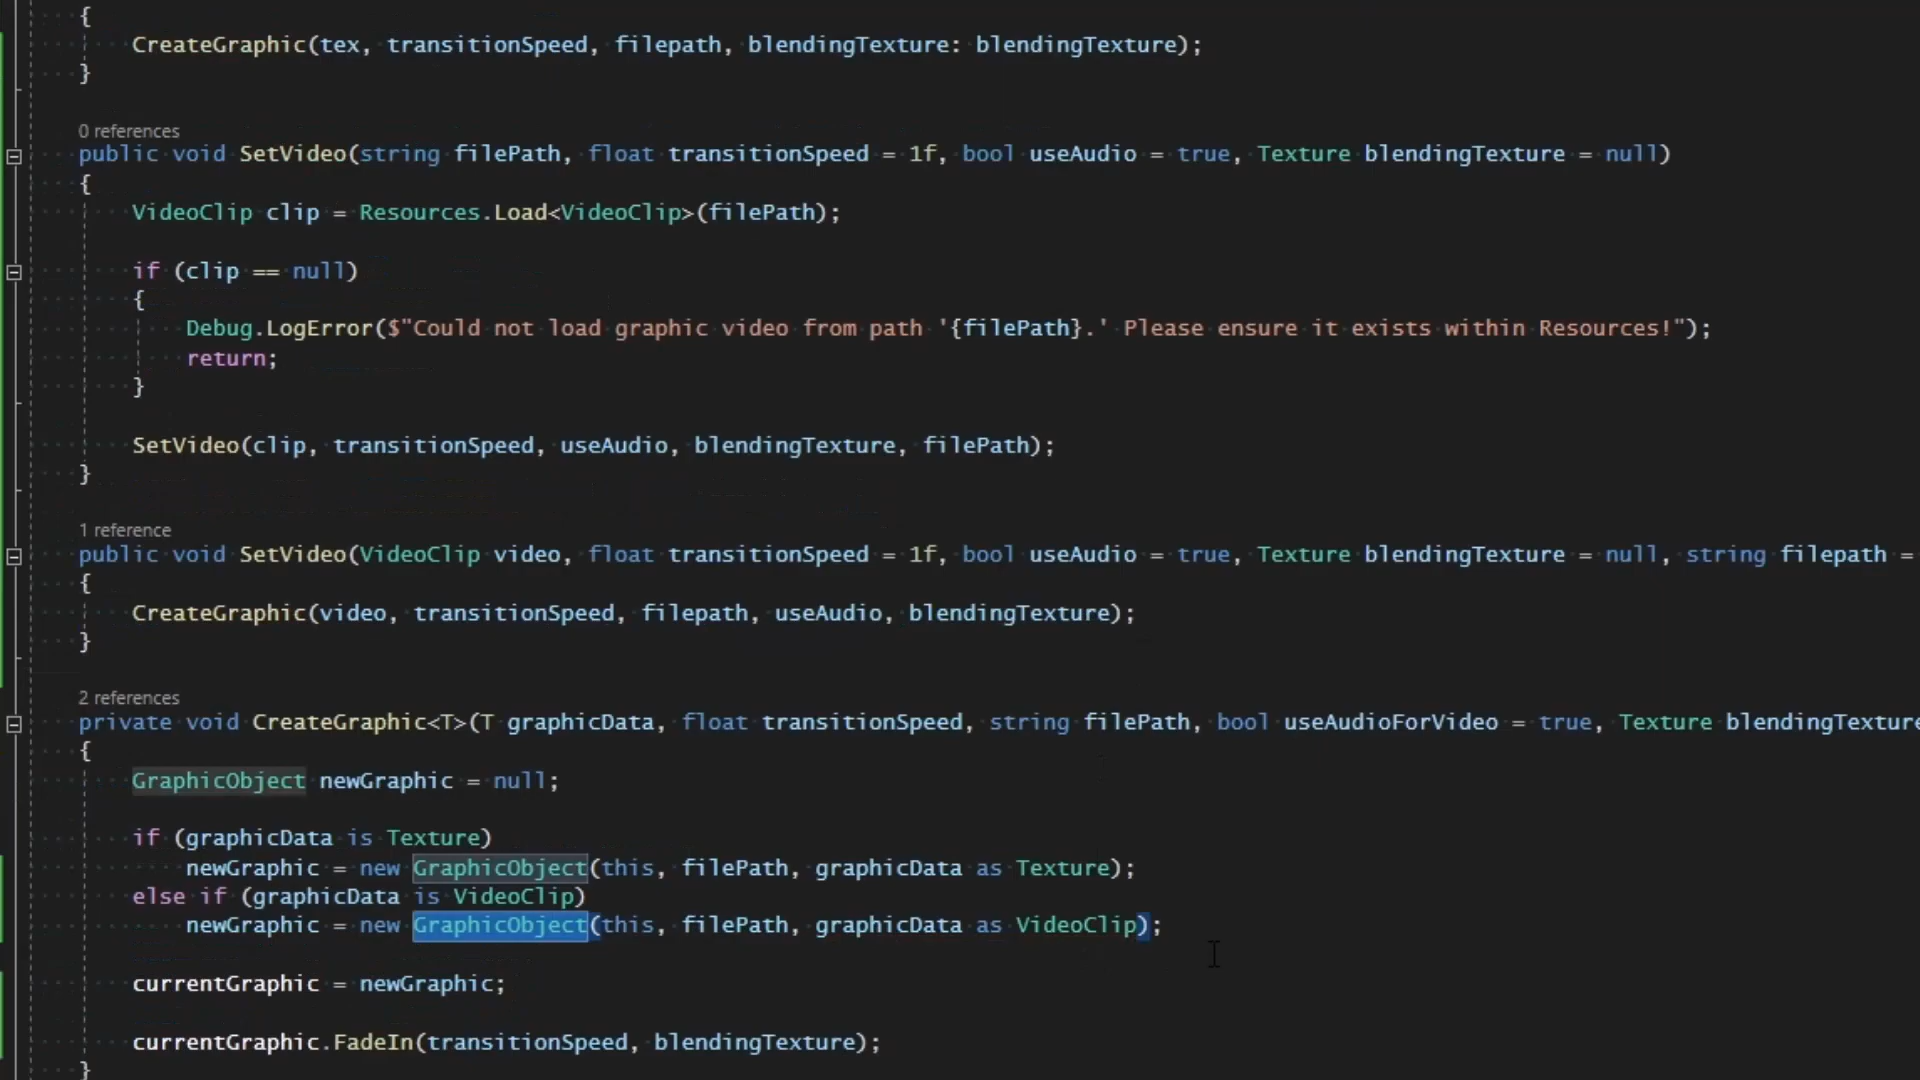 {
CreateGraphic(tex, transitionSpeed, filepath, blendingTexture: blendingTexture);
}
0 references
public void SetVideo(string filePath, float transitionSpeed = 1f, bool useAudio = true, Texture blendingTexture = null)
{
VideoClip clip = Resources.Load<VideoClip>(filePath);
if (clip == null)
{
Debug.LogError($"Could not load graphic video from path '{filePath}.' Please ensure it exists within Resources!");
return;
}
SetVideo(clip, transitionSpeed, useAudio, blendingTexture, filePath);
}
1 reference
public void SetVideo(VideoClip video, float transitionSpeed = 1f, bool useAudio = true, Texture blendingTexture = null, string filepath =
{
CreateGraphic(video, transitionSpeed, filepath, useAudio, blendingTexture);
}
2 references
private void CreateGraphic<T>(T graphicData, float transitionSpeed, string filePath, bool useAudioForVideo = true, Texture blendingTexture
{
GraphicObject newGraphic = null;
if (graphicData is Texture)
newGraphic = new GraphicObject(this, filePath, graphicData as Texture);
else if (graphicData is VideoClip)
newGraphic = new GraphicObject(this, filePath, graphicData as VideoClip);
currentGraphic = newGraphic;
currentGraphic.FadeIn(transitionSpeed, blendingTexture);
}